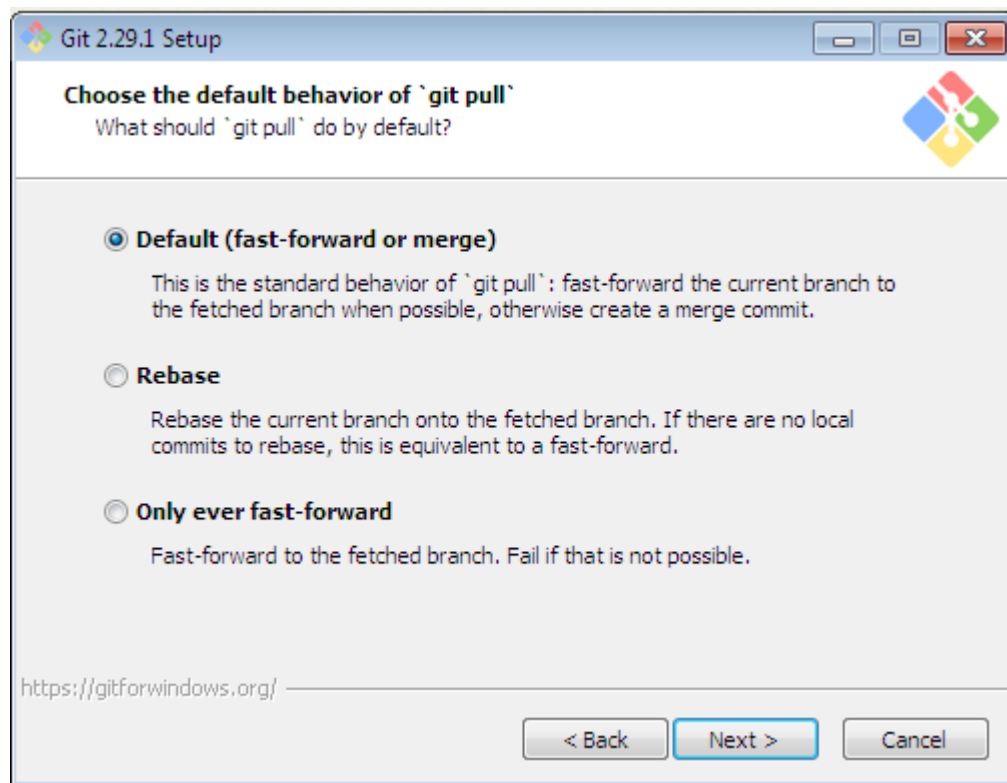 Git 2.29.1 Setup
Choose the default behavior of `git pull`
What should `git pull` do by default?
Default (fast-forward or merge)
This is the standard behavior of `git pull`: fast-forward the current branch to
the fetched branch when possible, otherwise create a merge commit.
Rebase
Rebase the current branch onto the fetched branch. If there are no local
commits to rebase, this is equivalent to a fast-forward.
Only ever fast-forward
Fast-forward to the fetched branch. Fail if that is not possible.
https://gitforwindows.org/
< Back Next > Cancel